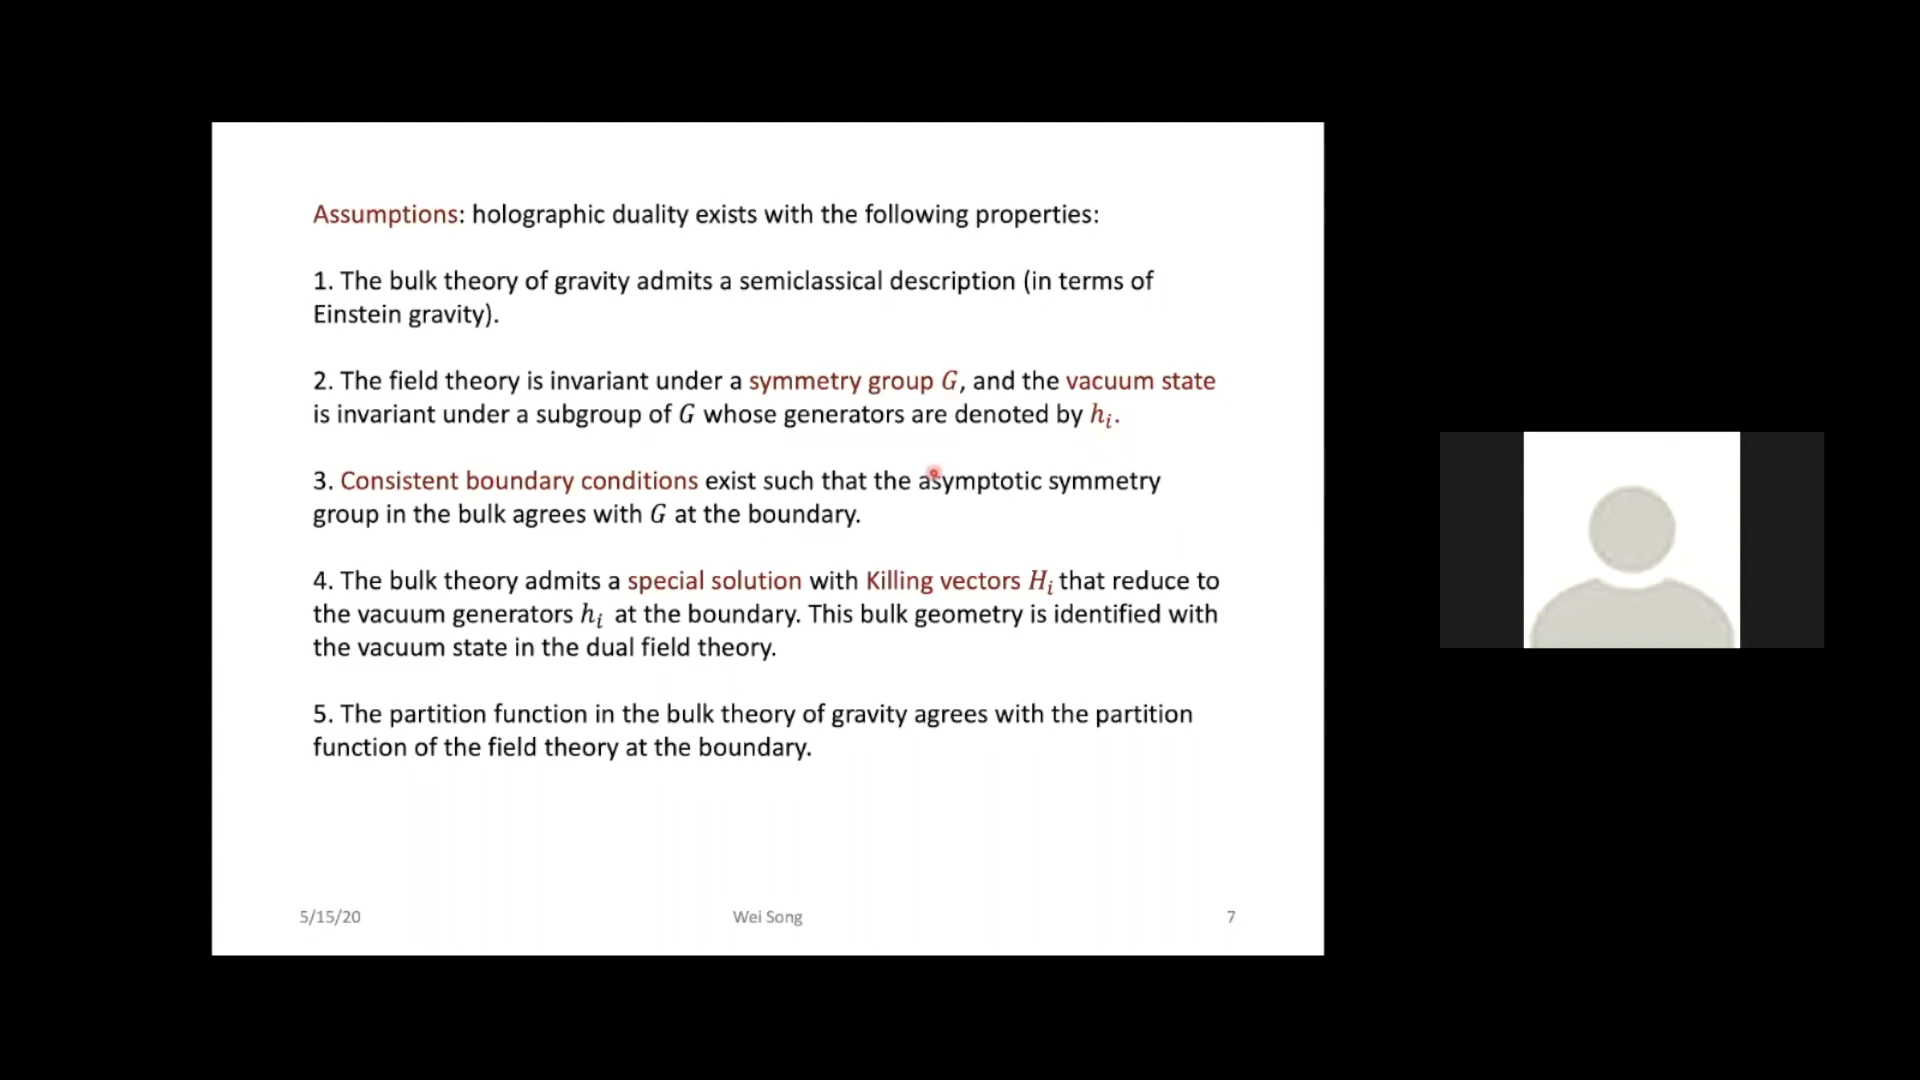 Assumptions: holographic duality exists with the following properties:
1. The bulk theory of gravity admits a semiclassical description (in terms of
Einstein gravity).
2. The field theory is invariant under a symmetry group G, and the vacuum state
is invariant under a subgroup of G whose generators are denoted by hᵢ.
3. Consistent boundary conditions exist such that the asymptotic symmetry
group in the bulk agrees with G at the boundary.
4. The bulk theory admits a special solution with Killing vectors Hᵢ that reduce to
the vacuum generators hᵢ at the boundary. This bulk geometry is identified with
the vacuum state in the dual field theory.
5. The partition function in the bulk theory of gravity agrees with the partition
function of the field theory at the boundary.
5/15/20
Wei Song
7